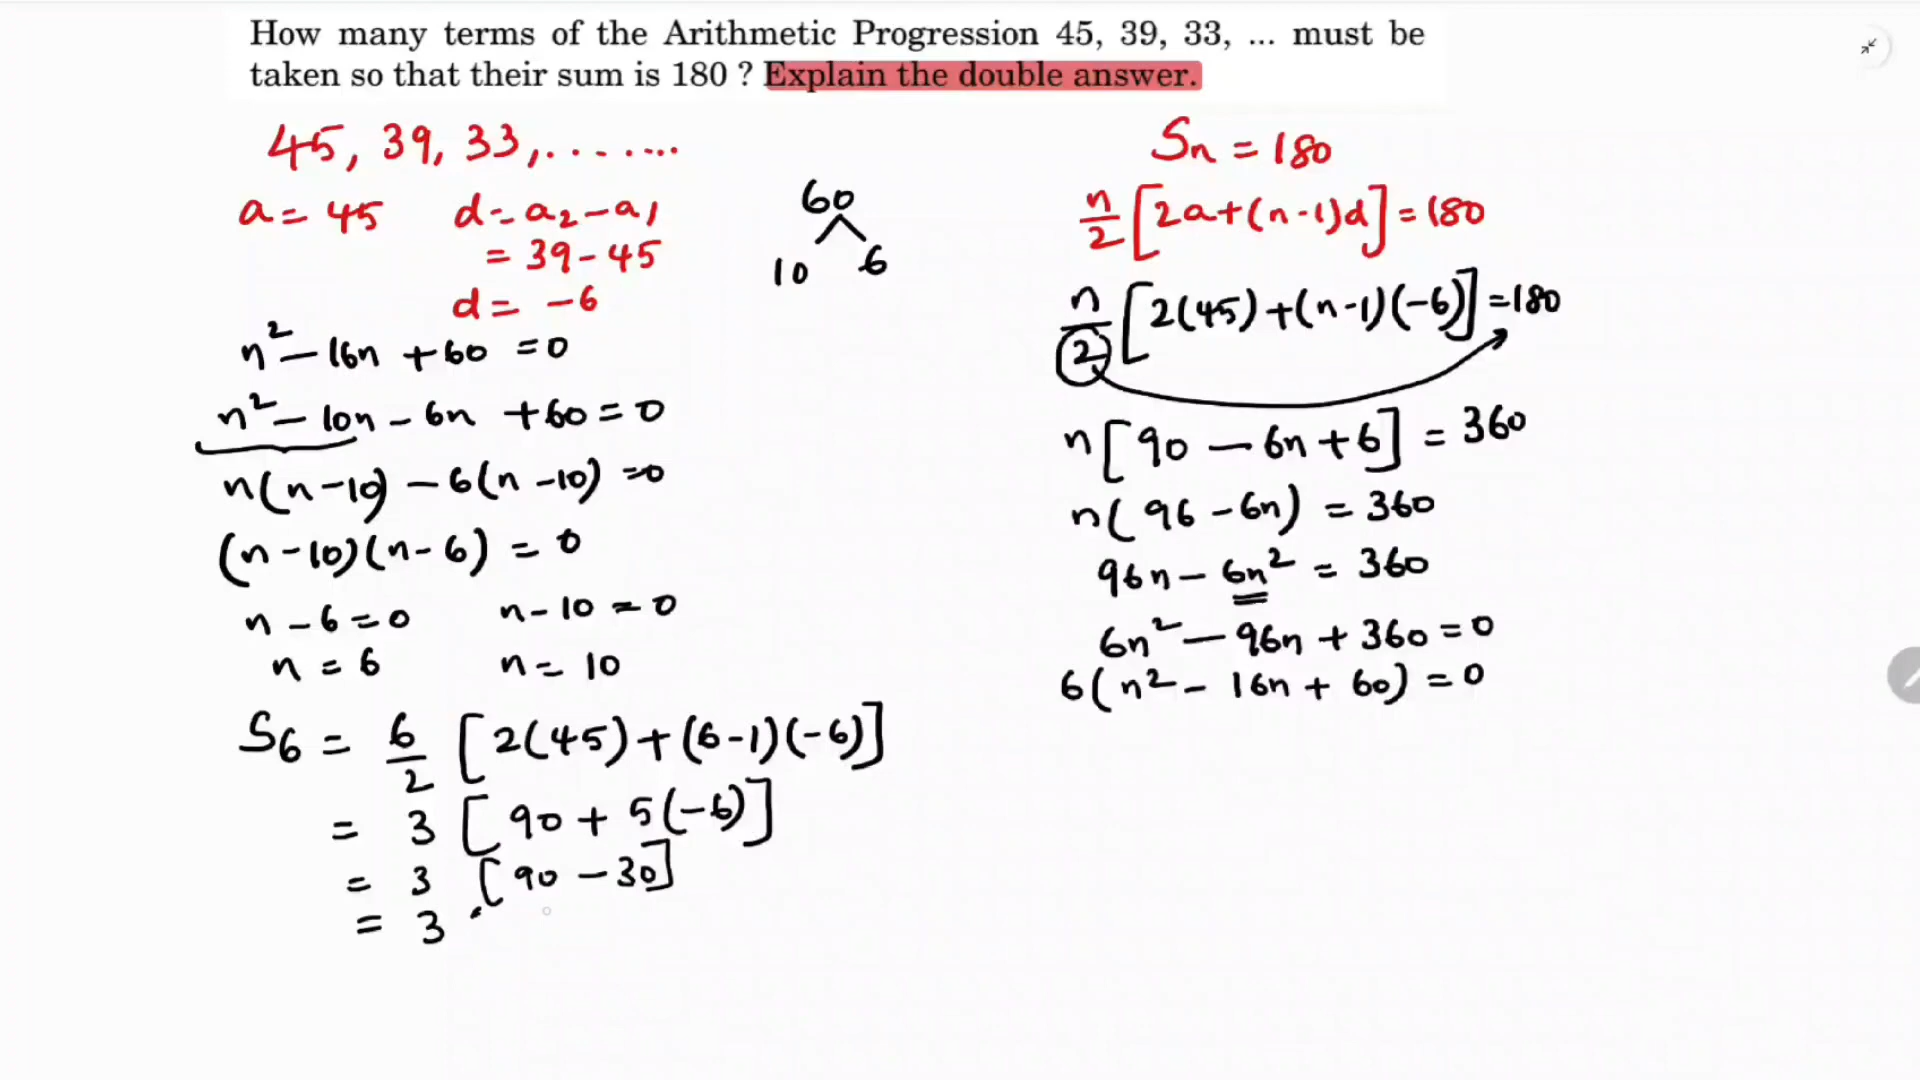 How many terms of the Arithmetic Progression 45, 39, 33, ... must be
taken so that their sum is 180 ? Explain the double answer.
45, 39, 33, .......
a = 45
d = a2 - a1
= 39 - 45
d = -6
60
10 6
n² - 16n + 60 = 0
n² - 10n - 6n + 60 = 0
n(n-10) - 6(n-10) = 0
(n-10)(n-6) = 0
n - 6 = 0 n - 10 = 0
n = 6 n = 10
S6 = 6/2 [2(45) + (6-1)(-6)]
= 3 [90 + 5(-6)]
= 3 [90 - 30]
= 3
Sn = 180
n/2 [2a + (n-1)d] = 180
n/2 [2(45) + (n-1)(-6)] = 180
n[90 - 6n + 6] = 360
n(96 - 6n) = 360
96n - 6n² = 360
6n² - 96n + 360 = 0
6(n² - 16n + 60) = 0